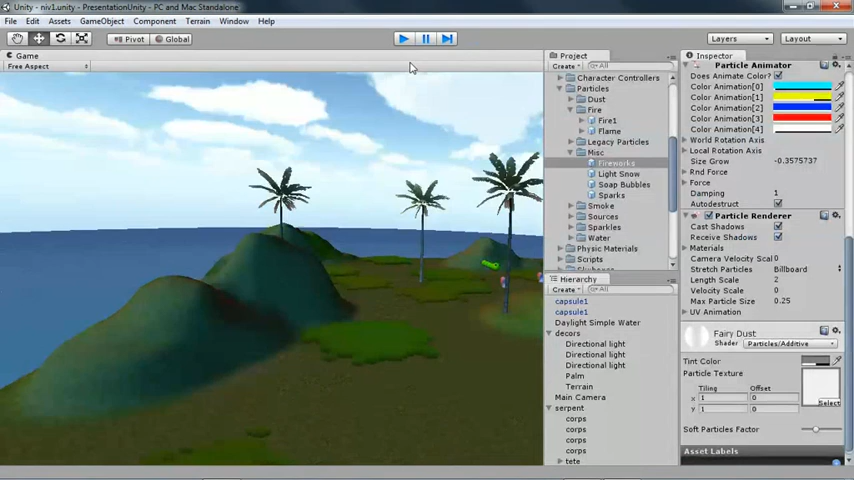 Unity - niv1.unity - PresentationUnity - PC and Mac Standalone
File Edit Assets GameObject Component Terrain Window Help
Pivot Global Layers Layout
Game
Free Aspect
Project
Create All
Character Controllers
Particles
Dust
Fire
Fire1
Flame
Legacy Particles
Misc
Fireworks
Light Snow
Soap Bubbles
Sparks
Smoke
Sources
Sparkles
Water
Physic Materials
Scripts
Hierarchy
Create All
capsule1
capsule1
Daylight Simple Water
decors
Directional light
Directional light
Directional light
Palm
Terrain
Main Camera
serpent
corps
corps
corps
corps
tete
Inspector
Particle Animator
Does Animate Color?
Color Animation[0]
Color Animation[1]
Color Animation[2]
Color Animation[3]
Color Animation[4]
World Rotation Axis
Local Rotation Axis
Size Grow -0.3575737
Rnd Force
Force
Damping 1
Autodestruct
Particle Renderer
Cast Shadows
Receive Shadows
Materials
Camera Velocity Scal 0
Stretch Particles Billboard
Length Scale 2
Velocity Scale 0
Max Particle Size 0.25
UV Animation
Fairy Dust
Shader Particles/Additive
Tint Color
Particle Texture
Tiling Offset
x 1 0
y 1 0
Select
Soft Particles Factor
Asset Labels